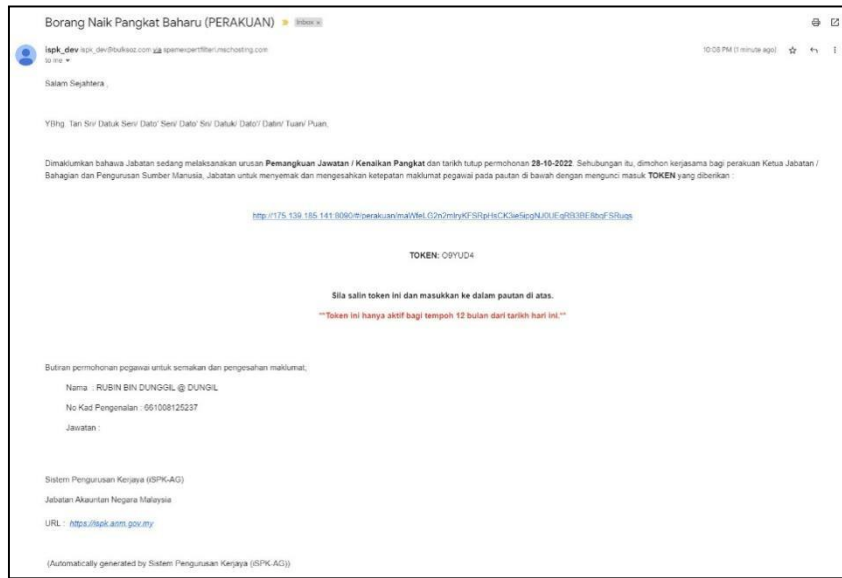 Borang Naik Pangkat Baharu (PERAKUAN) Inbox x
ispk_dev ispk_dev@bulksoz.com via spamexpertfilteri.mschosting.com 10:08 PM (1 minute ago)
to me
Salam Sejahtera ,
YBhg. Tan Sri/ Datuk Seri/ Dato' Seri/ Dato' Sri/ Datuk/ Dato'/ Datin/ Tuan/ Puan,
Dimaklumkan bahawa Jabatan sedang melaksanakan urusan Pemangkuan Jawatan / Kenaikan Pangkat dan tarikh tutup permohonan 28-10-2022. Sehubungan itu, dimohon kerjasama bagi perakuan Ketua Jabatan /
Bahagian dan Pengurusan Sumber Manusia, Jabatan untuk menyemak dan mengesahkan ketepatan maklumat pegawai pada pautan di bawah dengan mengunci masuk TOKEN yang diberikan :
TOKEN: O9YUD4
Sila salin token ini dan masukkan ke dalam pautan di atas.
**Token ini hanya aktif bagi tempoh 12 bulan dari tarikh hari ini.**
Butiran permohonan pegawai untuk semakan dan pengesahan maklumat;
Nama : RUBIN BIN DUNGGIL @ DUNGIL
No Kad Pengenalan : 661008125237
Jawatan :
Sistem Pengurusan Kerjaya (iSPK-AG)
Jabatan Akauntan Negara Malaysia
URL : https://ispk.anm.gov.my
(Automatically generated by Sistem Pengurusan Kerjaya (iSPK-AG))